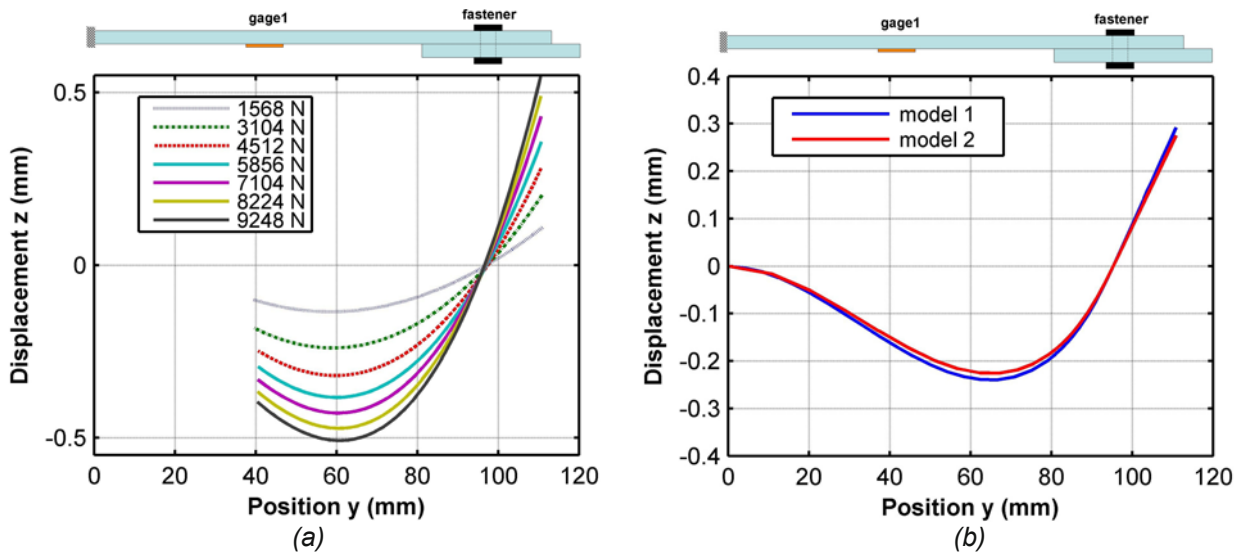 gage1
fastener
Displacement z (mm)
0.5
0
-0.5
1568 N
3104 N
4512 N
5856 N
7104 N
8224 N
9248 N
0 20 40 60 80 100 120
Position y (mm)
(a)
gage1
fastener
Displacement z (mm)
0.4
0.3
0.2
0.1
0
-0.1
-0.2
-0.3
-0.4
model 1
model 2
0 20 40 60 80 100 120
Position y (mm)
(b)